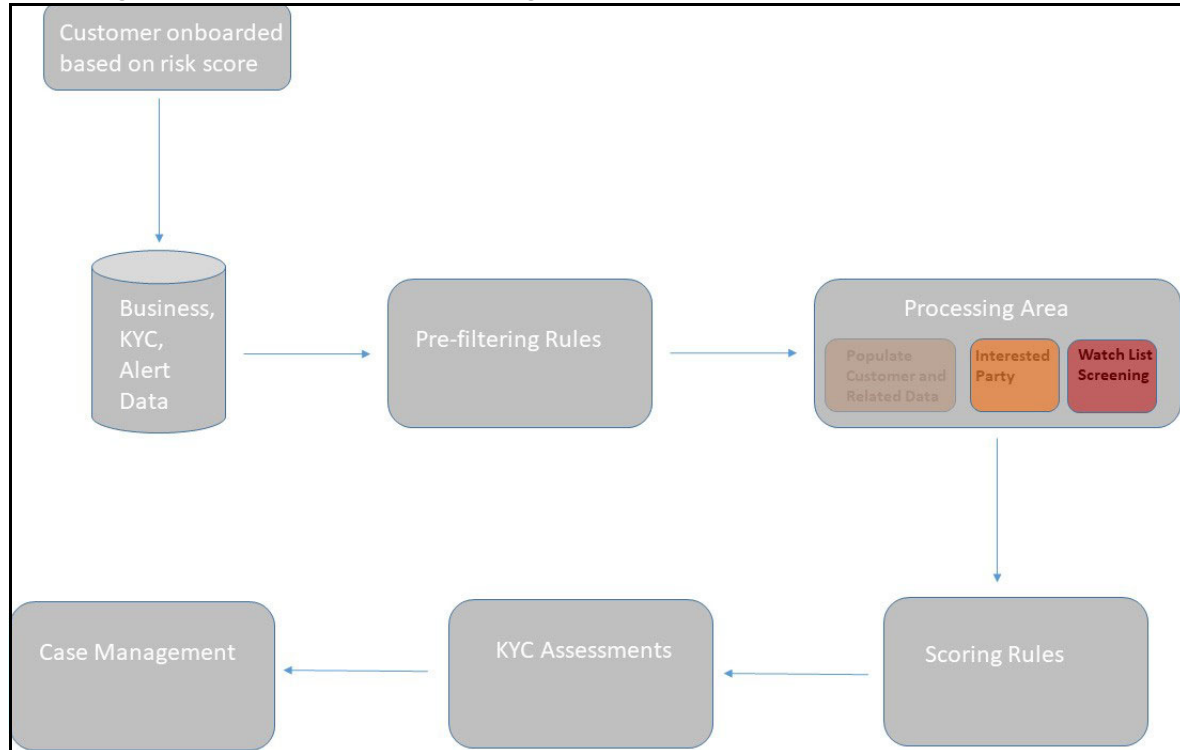 Customer onboarded
based on risk score
Business,
KYC,
Alert
Data
Pre-filtering Rules
Processing Area
Populate
Customer and
Related Data
Interested
Party
Watch List
Screening
Case Management
KYC Assessments
Scoring Rules